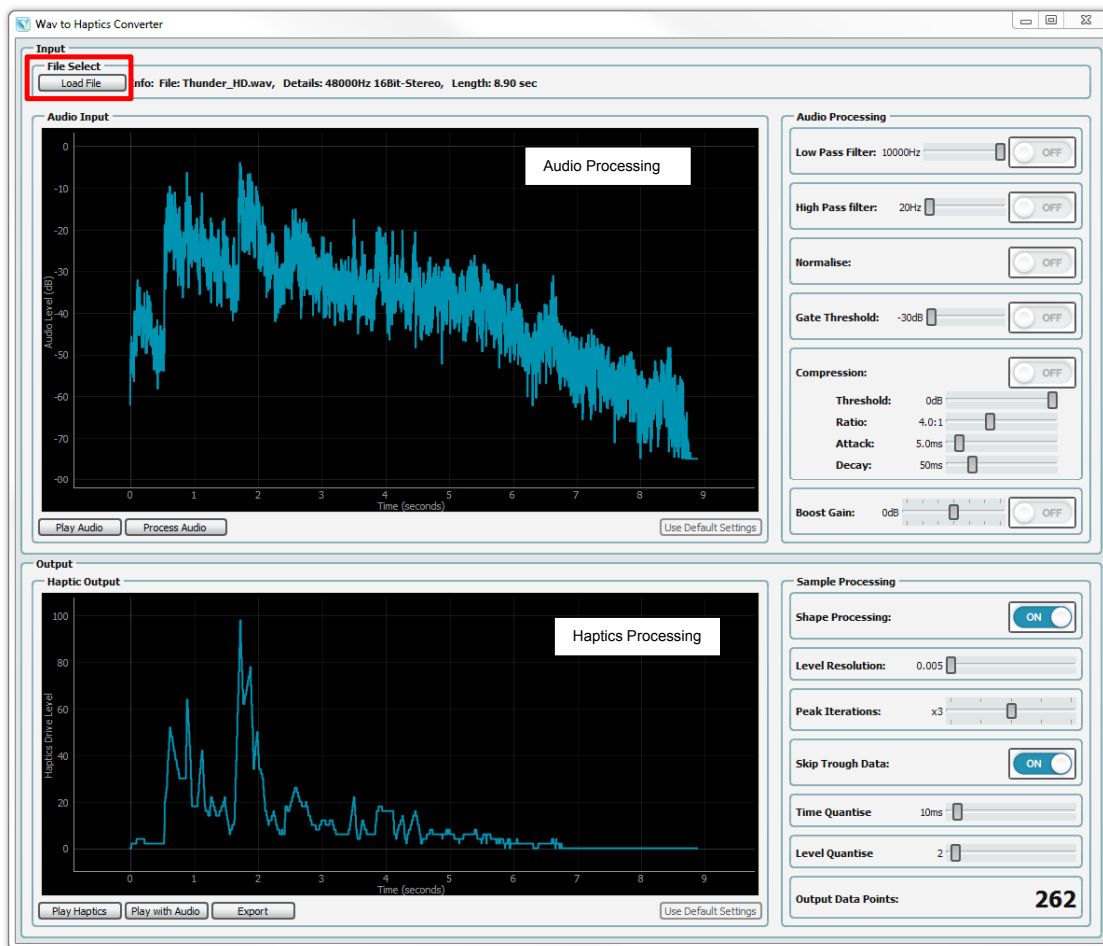 Wav to Haptics Converter
Input
File Select
Load File
nfo: File: Thunder_HD.wav, Details: 48000Hz 16Bit-Stereo, Length: 8.90 sec
Audio Input
Audio Processing
0
-10
-20
-30
-40
-50
-60
-70
-80
Audio Level (dB)
0 1 2 3 4 5 6 7 8 9
Time (seconds)
Play Audio
Process Audio
Use Default Settings
Audio Processing
Low Pass Filter: 10000Hz OFF
High Pass filter: 20Hz OFF
Normalise: OFF
Gate Threshold: -30dB OFF
Compression: OFF
Threshold: 0dB
Ratio: 4.0:1
Attack: 5.0ms
Decay: 50ms
Boost Gain: 0dB OFF
Output
Haptic Output
Haptics Processing
100
80
60
40
20
0
Haptics Drive Level
0 1 2 3 4 5 6 7 8 9
Time (seconds)
Play Haptics
Play with Audio
Export
Use Default Settings
Sample Processing
Shape Processing: ON
Level Resolution: 0.005
Peak Iterations: x3
Skip Trough Data: ON
Time Quantise 10ms
Level Quantise 2
Output Data Points: 262